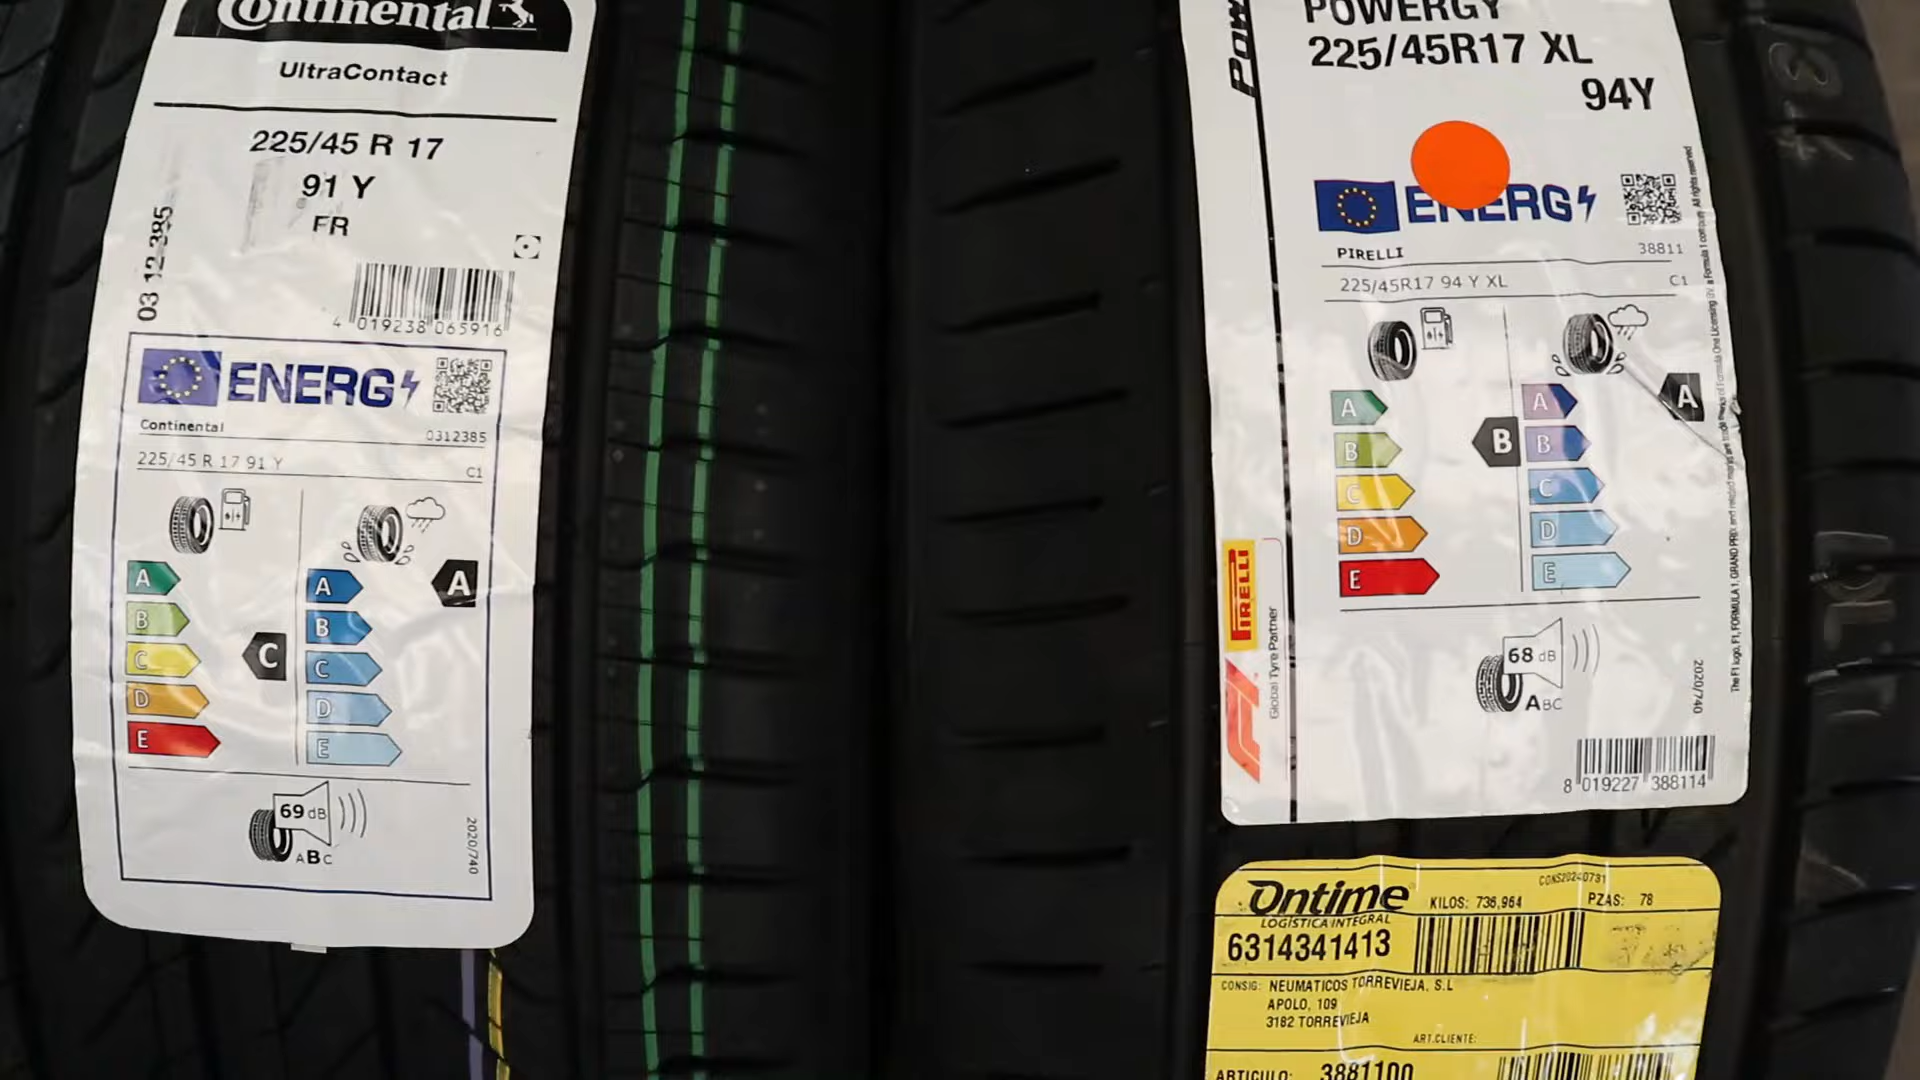 Continental
UltraContact
225/45 R 17
91 Y
FR
03 12 385
4 019238 065916
ENERG
Continental
0312385
225/45 R 17 91 Y
C1
A
B
C
D
E
C
A
B
C
D
E
A
69 dB
ABC
2020/740
POWERGY
225/45R17 XL
94Y
ENERG
PIRELLI
38811
225/45R17 94 Y XL
C1
A
B
C
D
E
B
A
B
C
D
E
A
68 dB
ABC
2020/740
PIRELLI
F1
Global Tyre Partner
8 019227 388114
Ontime
LOGÍSTICA INTEGRAL
CONS20240731
KILOS: 736,964
PZAS: 78
6314341413
CONSIG: NEUMATICOS TORREVIEJA, S.L
APOLO, 109
3182 TORREVIEJA
ART.CLIENTE:
ARTICULO: 3881100